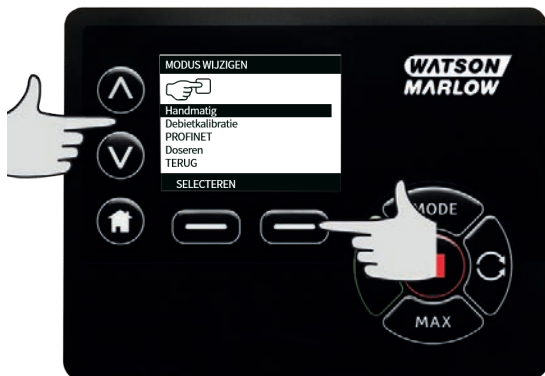 MODUS WIJZIGEN
WATSON
MARLOW
Handmatig
Debietkalibratie
PROFINET
Doseren
TERUG
SELECTEREN
MODE
MAX